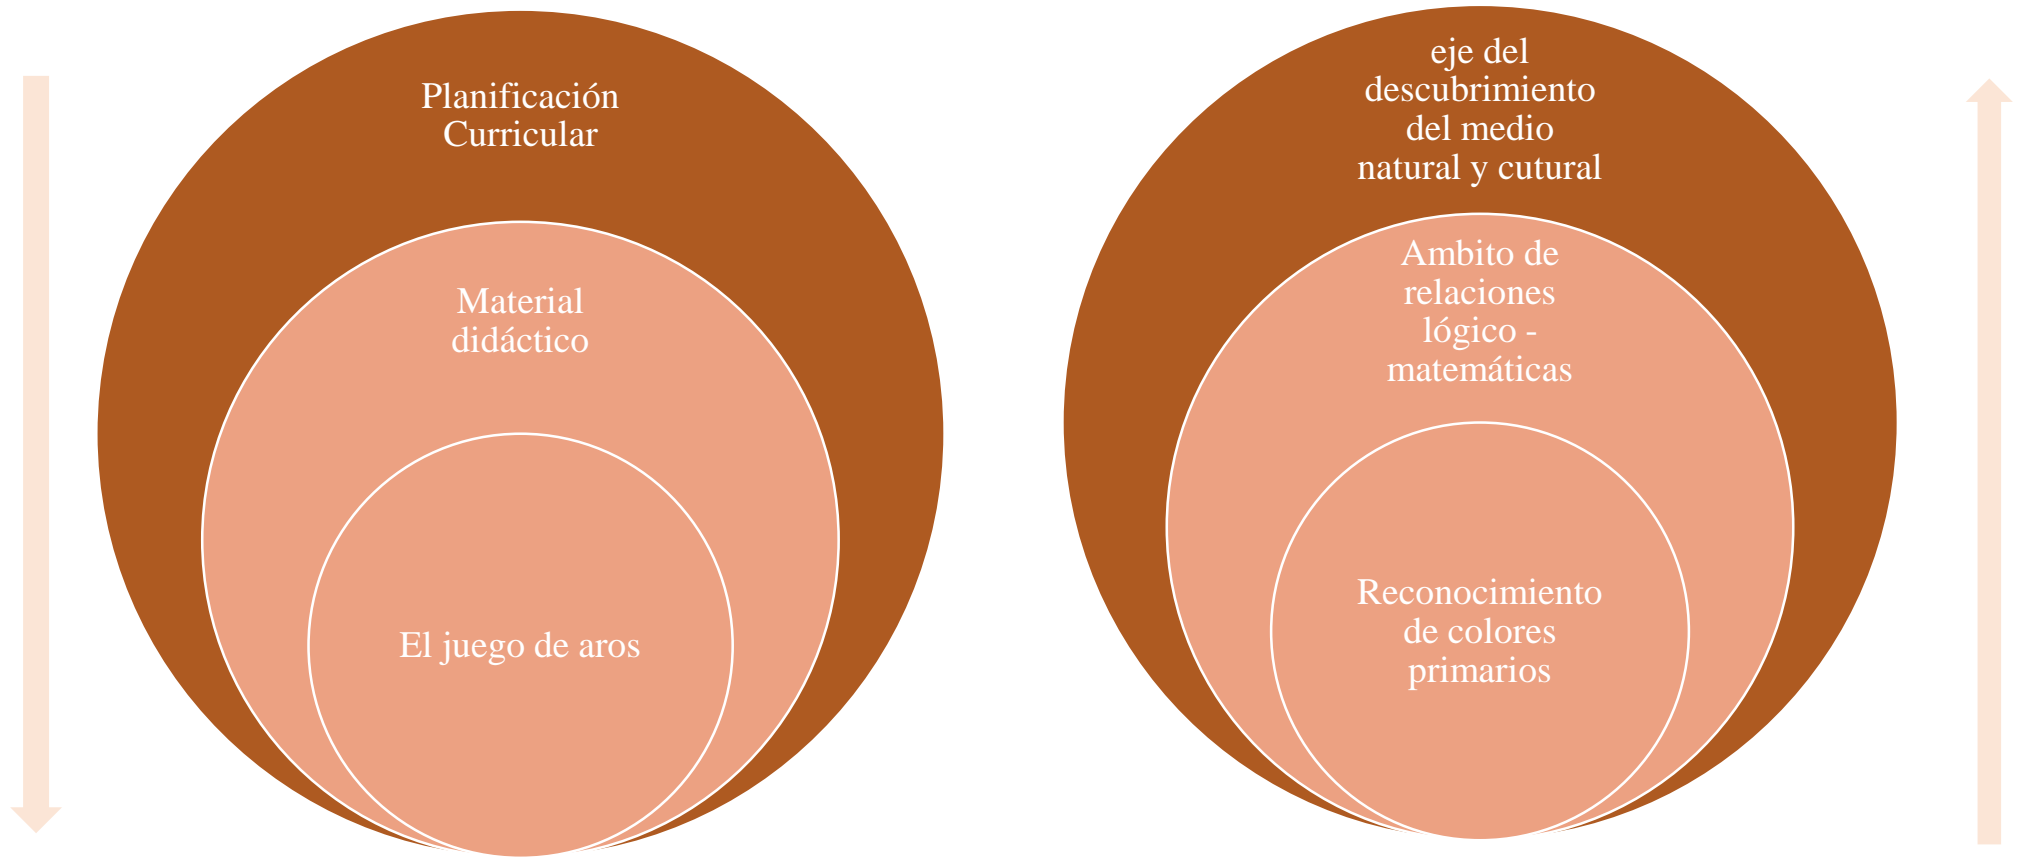 Planificación
Curricular
Material
didáctico
El juego de aros
eje del
descubrimiento
del medio
natural y cutural
Ambito de
relaciones
lógico -
matemáticas
Reconocimiento
de colores
primarios